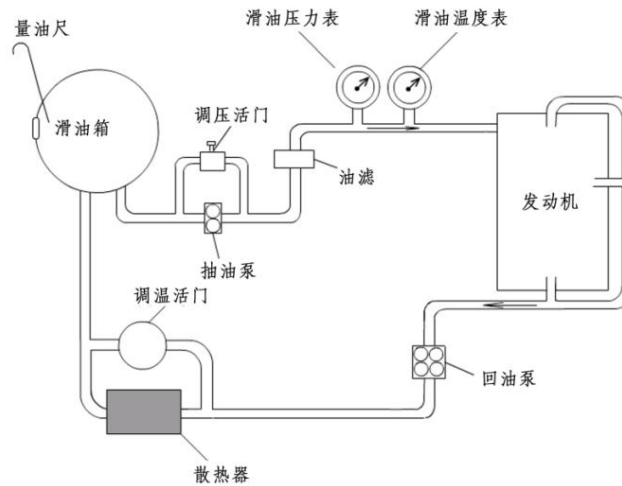 量油尺
滑油压力表
滑油温度表
滑油箱
调压活门
油滤
发动机
抽油泵
调温活门
回油泵
散热器